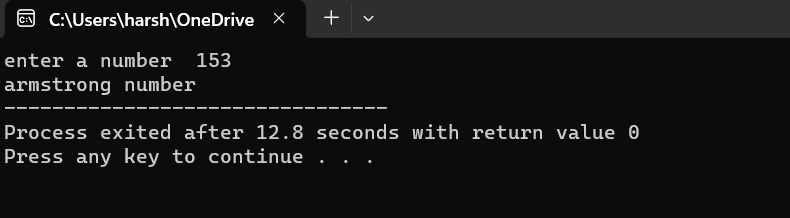 C:\Users\harsh\OneDrive
enter a number  153
armstrong number
--------------------------------
Process exited after 12.8 seconds with return value 0
Press any key to continue . . .